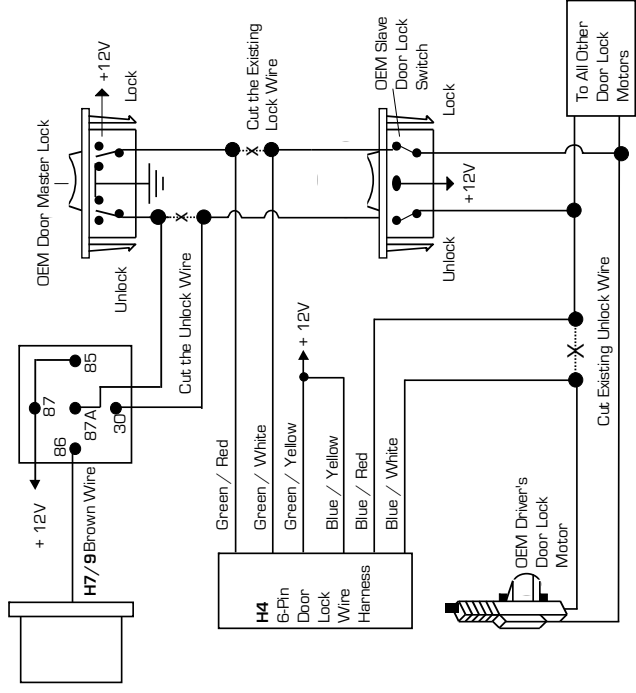 OEM Door Master Lock
+12V
Lock
Unlock
Cut the Existing
Lock Wire
Cut the Unlock Wire
OEM Slave
Door Lock
Switch
Lock
Unlock
+12V
To All Other
Door Lock
Motors
87
85
87A
86
30
+ 12V
H7/9 Brown Wire
Green / Red
Green / White
Green / Yellow
Blue / Yellow
Blue / Red
Blue / White
+ 12V
H4
6-Pin
Door
Lock
Wire
Harness
Cut Existing Unlock Wire
OEM Driver's
Door Lock
Motor